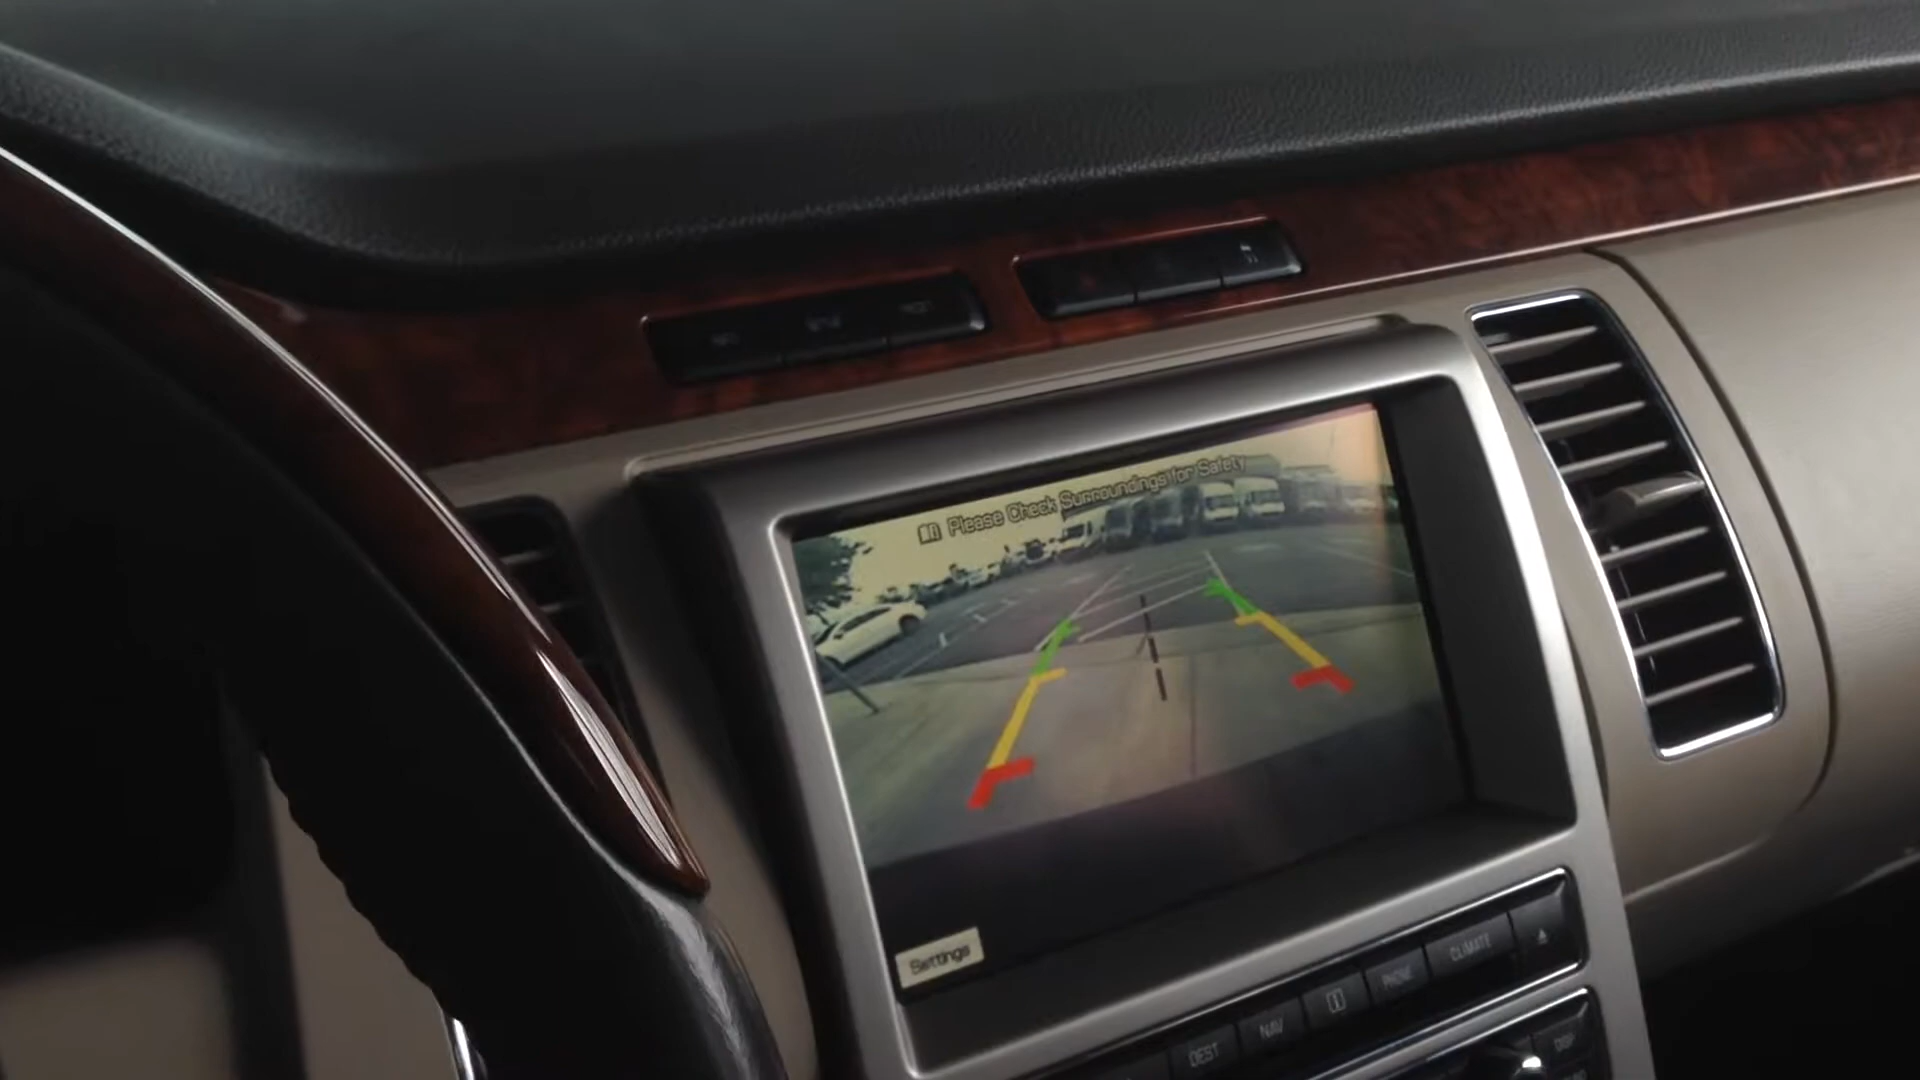 Please Check Surroundings for Safety
Settings
DEST
NAV
PHONE
CLIMATE
DISP